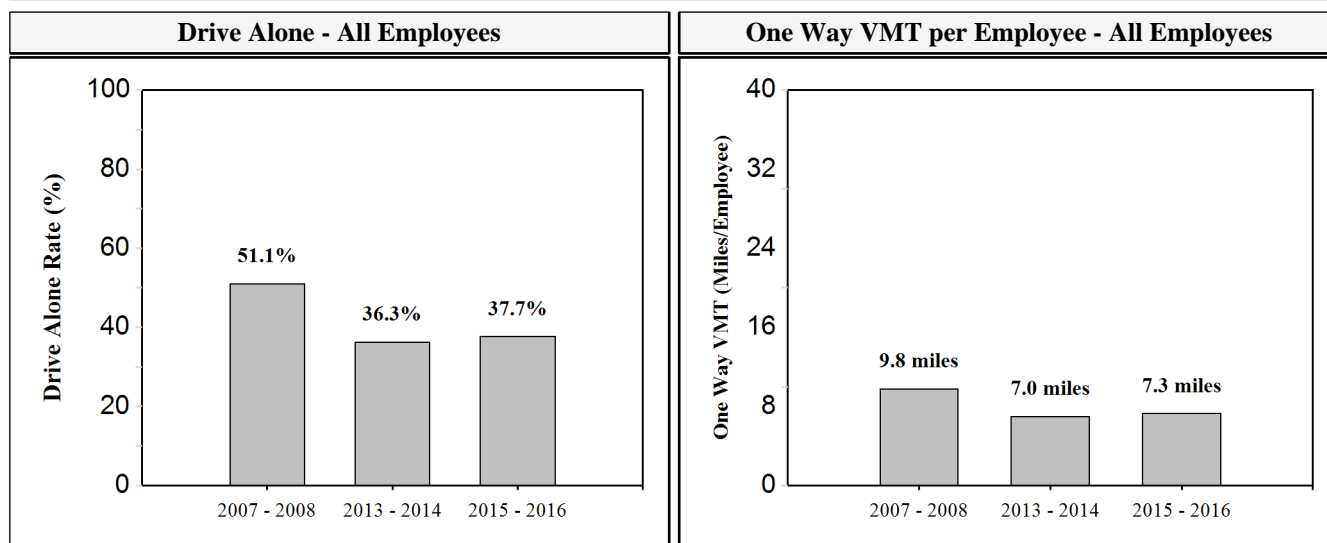 Drive Alone - All Employees
One Way VMT per Employee - All Employees
Drive Alone Rate (%)
100
80
60
40
20
0
51.1%
36.3%
37.7%
2007 - 2008
2013 - 2014
2015 - 2016
One Way VMT (Miles/Employee)
40
32
24
16
8
0
9.8 miles
7.0 miles
7.3 miles
2007 - 2008
2013 - 2014
2015 - 2016